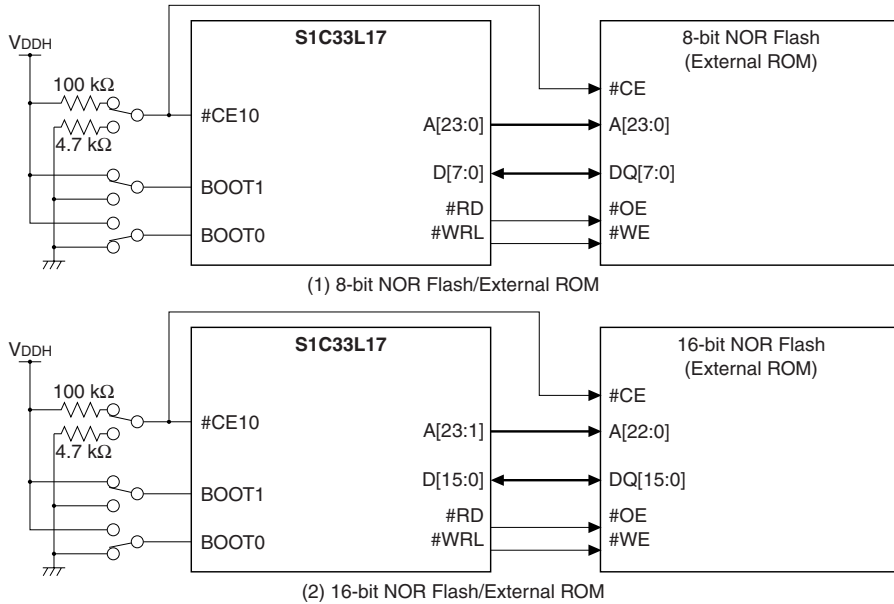 S1C33L17
8-bit NOR Flash
(External ROM)
VDDH
100 kΩ
4.7 kΩ
#CE10
BOOT1
BOOT0
A[23:0]
D[7:0]
#RD
#WRL
#CE
A[23:0]
DQ[7:0]
#OE
#WE
(1) 8-bit NOR Flash/External ROM
S1C33L17
16-bit NOR Flash
(External ROM)
VDDH
100 kΩ
4.7 kΩ
#CE10
BOOT1
BOOT0
A[23:1]
D[15:0]
#RD
#WRL
#CE
A[22:0]
DQ[15:0]
#OE
#WE
(2) 16-bit NOR Flash/External ROM